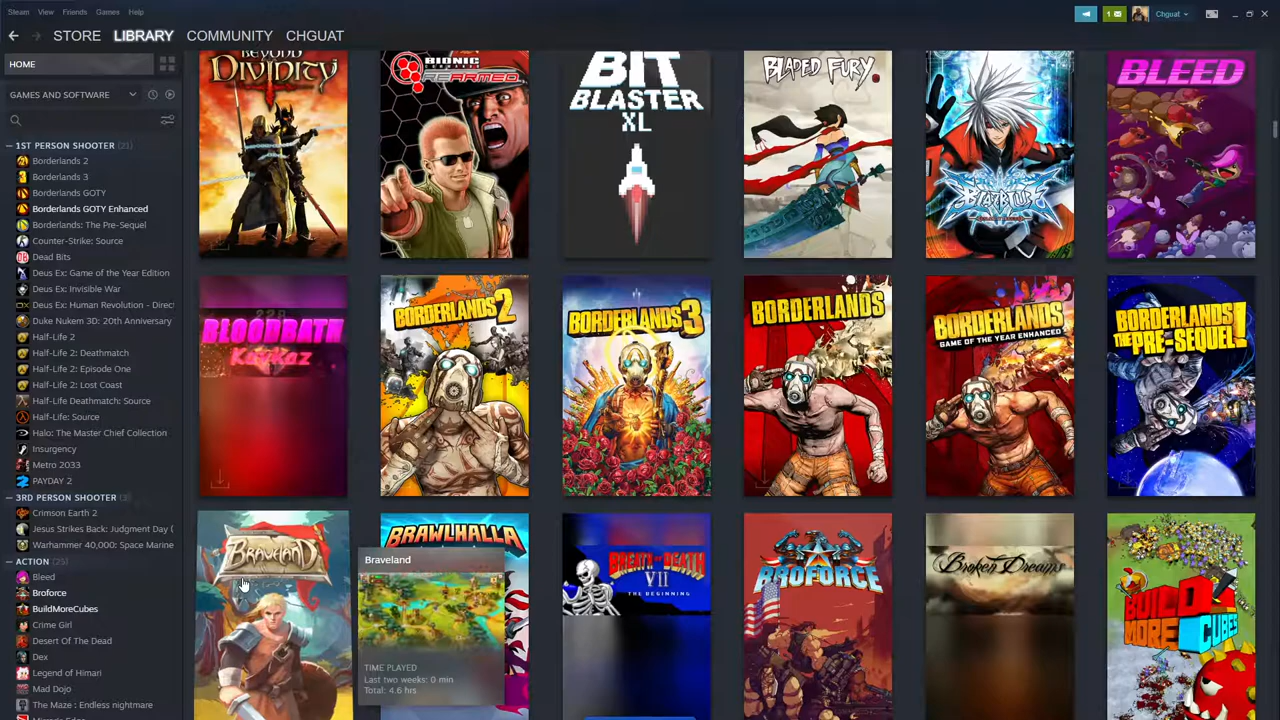 Steam View Friends Games Help
1
Chguat
STORE LIBRARY COMMUNITY CHGUAT
HOME
GAMES AND SOFTWARE
1ST PERSON SHOOTER (21)
Borderlands 2
Borderlands 3
Borderlands GOTY
Borderlands GOTY Enhanced
Borderlands: The Pre-Sequel
Counter-Strike: Source
Dead Bits
Deus Ex: Game of the Year Edition
Deus Ex: Invisible War
Deus Ex: Human Revolution - Direc
Duke Nukem 3D: 20th Anniversary
Half-Life 2
Half-Life 2: Deathmatch
Half-Life 2: Episode One
Half-Life 2: Lost Coast
Half-Life Deathmatch: Source
Half-Life: Source
Halo: The Master Chief Collection
Insurgency
Metro 2033
PAYDAY 2
3RD PERSON SHOOTER (3)
Crimson Earth 2
Jesus Strikes Back: Judgment Day (
Warhammer 40,000: Space Marine
ACTION (25)
Bleed
Broforce
BuildMoreCubes
Crime Girl
Desert Of The Dead
Dex
Legend of Himari
Mad Dojo
The Maze : Endless nightmare
BEYOND
DIVINITY
BIONIC
COMMANDO
REARMED
BIT
BLASTER
XL
BLADED FURY
BLAZBLUE
BLEED
BLOODBATH
KavKaz
BORDERLANDS 2
BORDERLANDS 3
BORDERLANDS
BORDERLANDS
GAME OF THE YEAR ENHANCED
BORDERLANDS
THE PRE-SEQUEL!
BRAVELAND
BRAWLHALLA
Braveland
TIME PLAYED
Last two weeks: 0 min
Total: 4.6 hrs
BREATH OF DEATH
VII
THE BEGINNING
BROFORCE
Broken Dreams
BUILD
MORE
CUBES